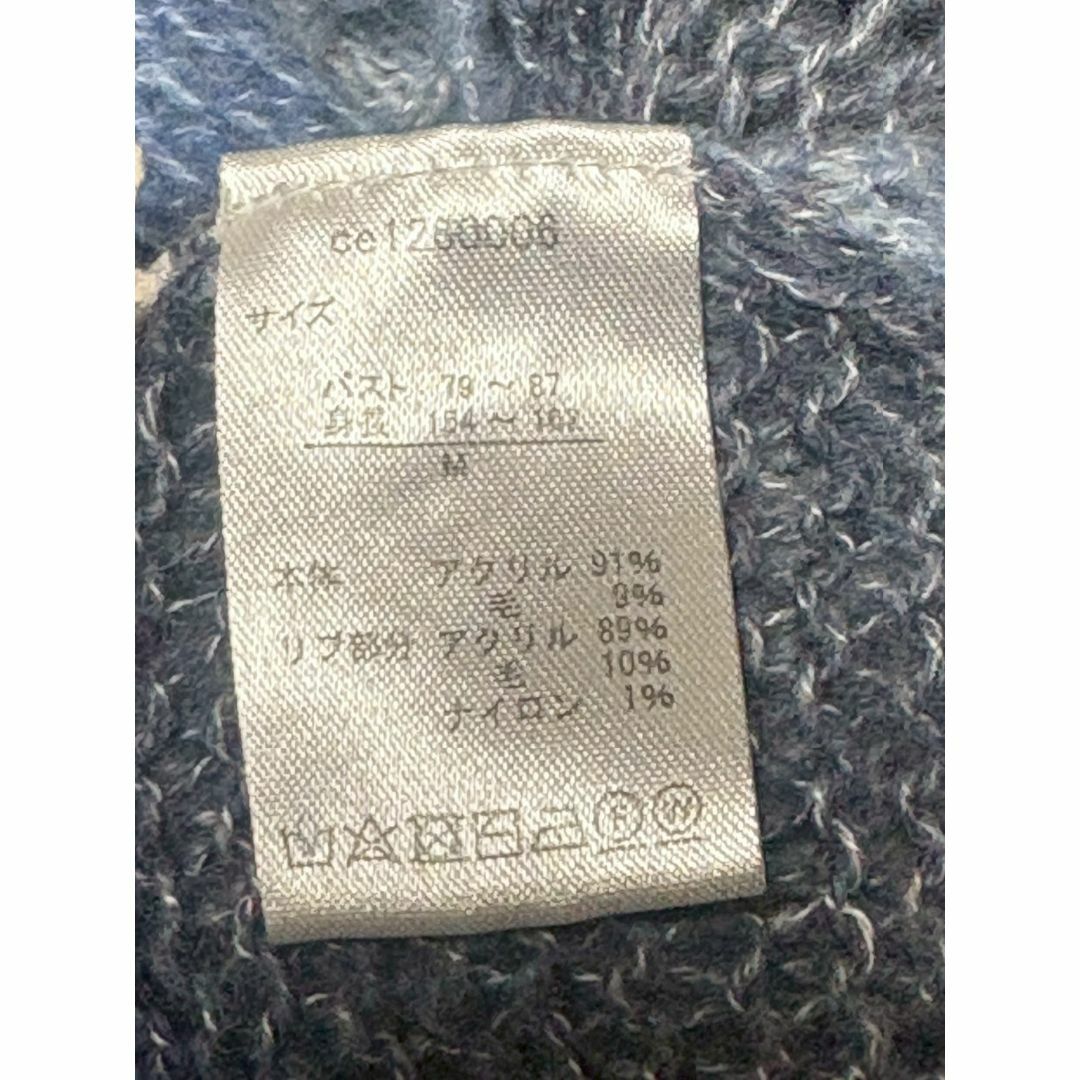 サイズ
バスト 79～87
身長 154～162
M
本体 アクリル 91%
毛 9%
リブ部分 アクリル 89%
毛 10%
ナイロン 1%